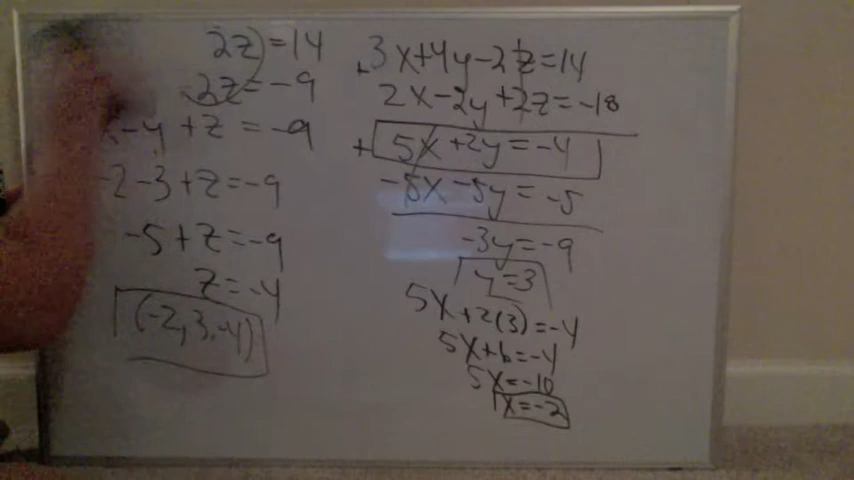 2z) = 14
2z = -9
x - y + z = -9
-2 - 3 + z = -9
-5 + z = -9
z = -4
(-2, 3, -4)
+ 3x + 4y - 2z = 14
2x - 2y + 2z = -18
+ 5x + 2y = -4
-5x - 5y = -5
-3y = -9
y = 3
5x + 2(3) = -4
5x + 6 = -4
5x = -10
x = -2